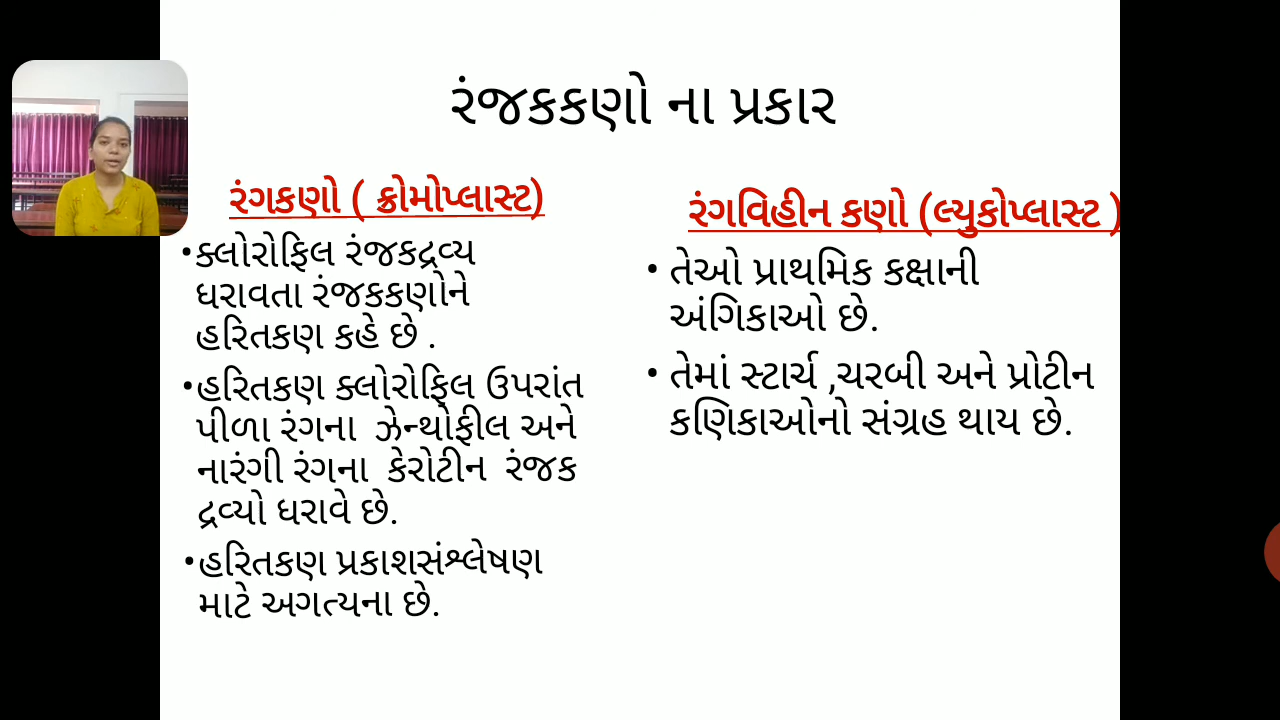 રંજકકણો ના પ્રકાર
રંગકણો ( ક્રોમોપ્લાસ્ટ)
•ક્લોરોફિલ રંજકદ્રવ્ય
ધરાવતા રંજકકણોને
હરિતકણ કહે છે .
•હરિતકણ ક્લોરોફિલ ઉપરાંત
પીળા રંગના ઝેન્થોફીલ અને
નારંગી રંગના કેરોટીન રંજક
દ્રવ્યો ધરાવે છે.
•હરિતકણ પ્રકાશસંશ્લેષણ
માટે અગત્યના છે.
રંગવિહીન કણો (લ્યુકોપ્લાસ્ટ )
• તેઓ પ્રાથમિક કક્ષાની
અંગિકાઓ છે.
• તેમાં સ્ટાર્ચ ,ચરબી અને પ્રોટીન
કણિકાઓનો સંગ્રહ થાય છે.